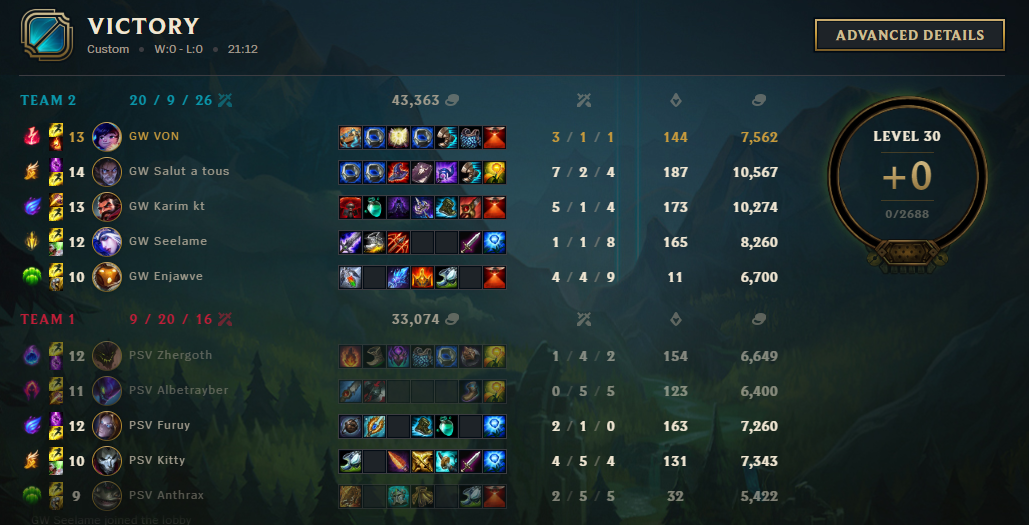 VICTORY
Custom • W:0 - L:0 • 21:12
ADVANCED DETAILS
TEAM 2 20 / 9 / 26 43,363
13 GW VON 3 / 1 / 1 144 7,562
14 GW Salut a tous 7 / 2 / 4 187 10,567
13 GW Karim kt 5 / 1 / 4 173 10,274
12 GW Seelame 1 / 1 / 8 165 8,260
10 GW Enjawve 4 / 4 / 9 11 6,700
LEVEL 30
+0
0/2688
TEAM 1 9 / 20 / 16 33,074
12 PSV Zhergoth 1 / 4 / 2 154 6,649
11 PSV Albetrayber 0 / 5 / 5 123 6,400
12 PSV Furuy 2 / 1 / 0 163 7,260
10 PSV Kitty 4 / 5 / 4 131 7,343
9 PSV Anthrax 2 / 5 / 5 32 5,422
GW Seelame joined the lobby